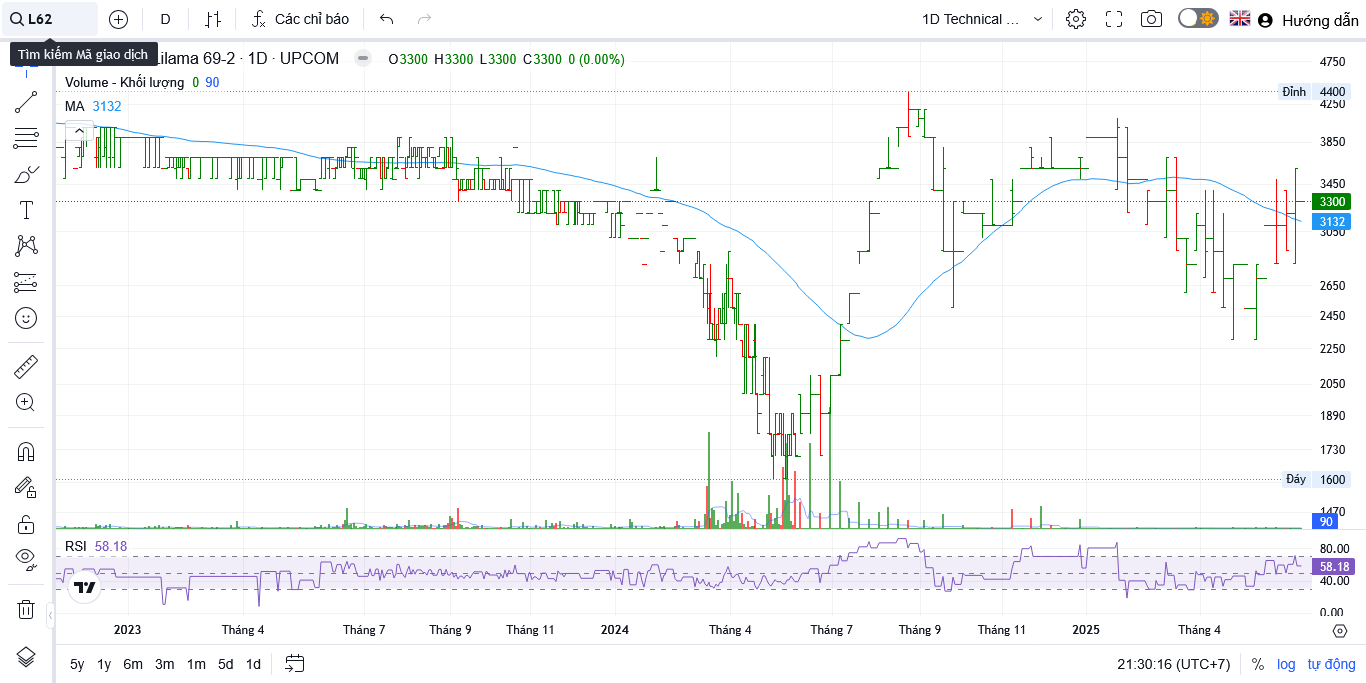 L62
D
Các chỉ báo
1D Technical ...
Hướng dẫn
Tìm kiếm Mã giao dịch
Lilama 69-2 · 1D · UPCOM
O3300 H3300 L3300 C3300 0 (0.00%)
Volume - Khối lượng 0 90
MA 3132
4750
Đỉnh 4400
4250
3850
3450
3300
3132
3050
2650
2450
2250
2050
1890
1730
Đáy 1600
1470
90
RSI 58.18
80.00
58.18
40.00
0.00
2023 Tháng 4 Tháng 7 Tháng 9 Tháng 11 2024 Tháng 4 Tháng 7 Tháng 9 Tháng 11 2025 Tháng 4
5y 1y 6m 3m 1m 5d 1d
21:30:16 (UTC+7) % log tự động